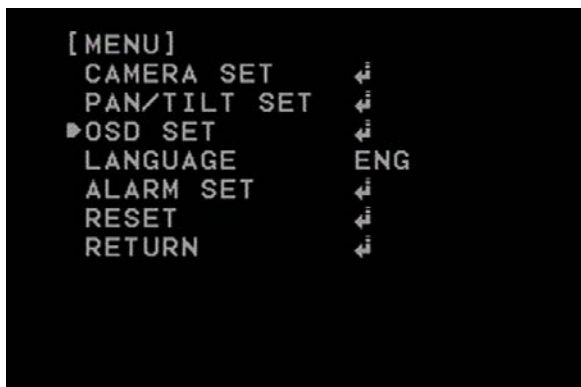 [MENU]
CAMERA SET ↵
PAN/TILT SET ↵
▶OSD SET ↵
LANGUAGE ENG
ALARM SET ↵
RESET ↵
RETURN ↵